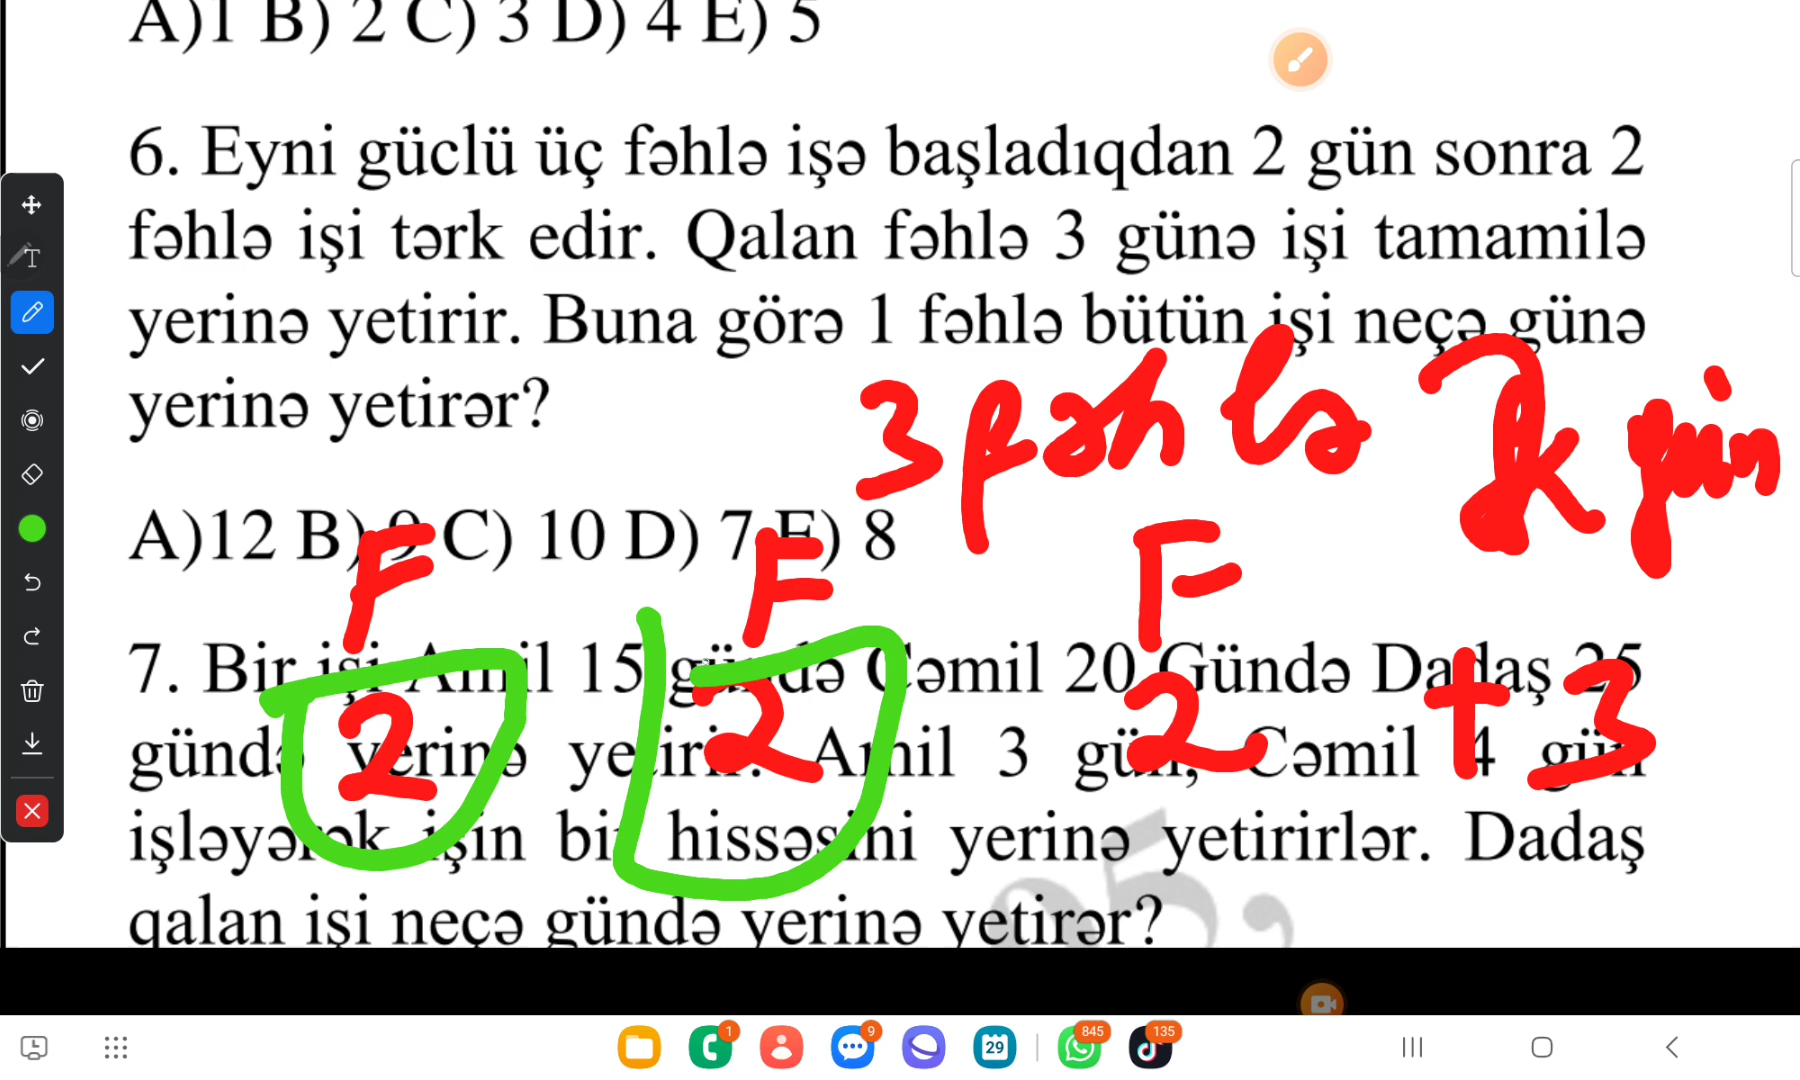 A)1 B) 2 C) 3 D) 4 E) 5
6. Eyni güclü üç fəhlə işə başladıqdan 2 gün sonra 2
fəhlə işi tərk edir. Qalan fəhlə 3 günə işi tamamilə
yerinə yetirir. Buna görə 1 fəhlə bütün işi neçə günə
yerinə yetirər?
3 fəhlə 2 gün
A)12 B) 9 C) 10 D) 7 E) 8
F F F
7. Bir işi Amil 15 gündə Cəmil 20 Gündə Dadaş 25
2 2 2 + 3
gündə yerinə yetirir. Amil 3 gün, Cəmil 4 gün
işləyərək işin bir hissəsini yerinə yetirirlər. Dadaş
qalan işi neçə gündə yerinə yetirər?
T
1 9 29 845 135